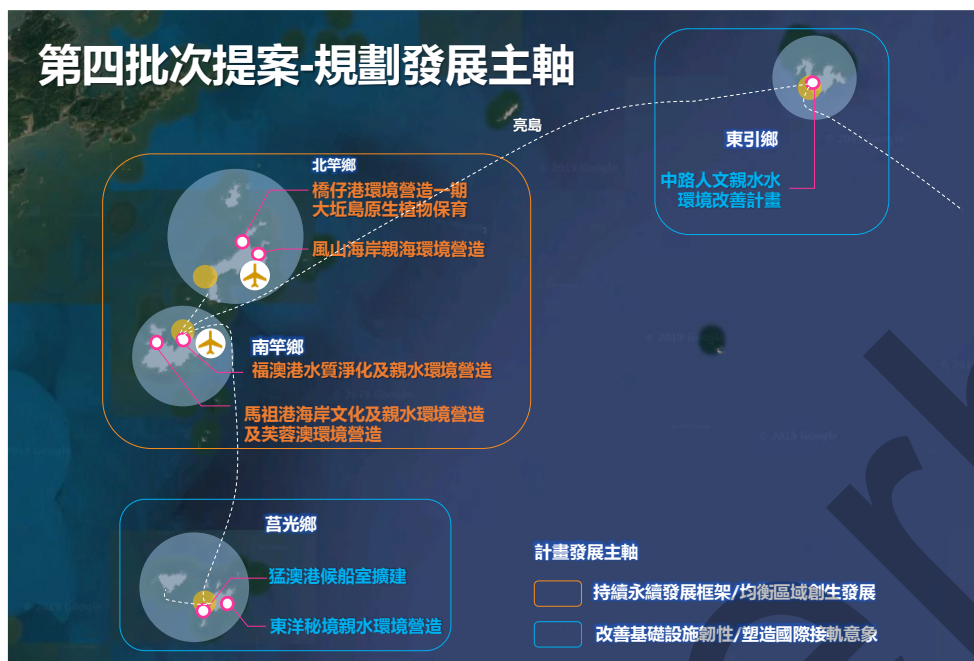 第四批次提案-規劃發展主軸
亮島
東引鄉
中路人文親水水
環境改善計畫
北竿鄉
橋仔港環境營造一期
大坵島原生植物保育
風山海岸親海環境營造
南竿鄉
福澳港水質淨化及親水環境營造
馬祖港海岸文化及親水環境營造
及芙蓉澳環境營造
莒光鄉
猛澳港候船室擴建
東洋秘境親水環境營造
計畫發展主軸
持續永續發展框架/均衡區域創生發展
改善基礎設施韌性/塑造國際接軌意象